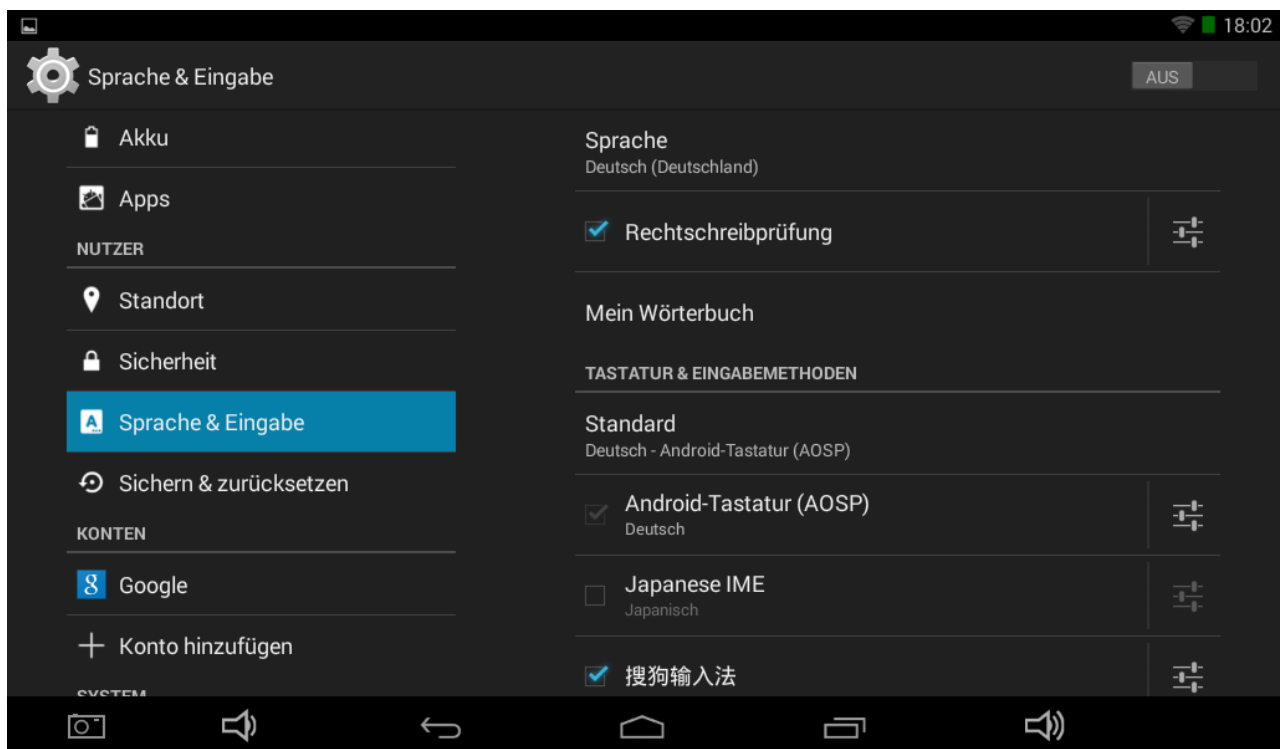 18:02
Sprache & Eingabe
AUS
Akku
Apps
NUTZER
Standort
Sicherheit
Sprache & Eingabe
Sichern & zurücksetzen
KONTEN
Google
Konto hinzufügen
SYSTEM
Sprache
Deutsch (Deutschland)
Rechtschreibprüfung
Mein Wörterbuch
TASTATUR & EINGABEMETHODEN
Standard
Deutsch - Android-Tastatur (AOSP)
Android-Tastatur (AOSP)
Deutsch
Japanese IME
Japanisch
搜狗输入法